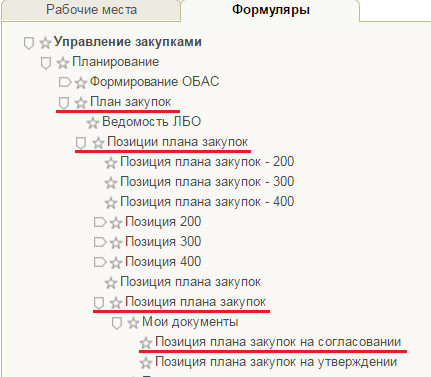 Рабочие места Формуляры
Управление закупками
Планирование
Формирование ОБАС
План закупок
Ведомость ЛБО
Позиции плана закупок
Позиция плана закупок - 200
Позиция плана закупок - 300
Позиция плана закупок - 400
Позиция 200
Позиция 300
Позиция 400
Позиция плана закупок
Позиция плана закупок
Мои документы
Позиция плана закупок на согласовании
Позиция плана закупок на утверждении